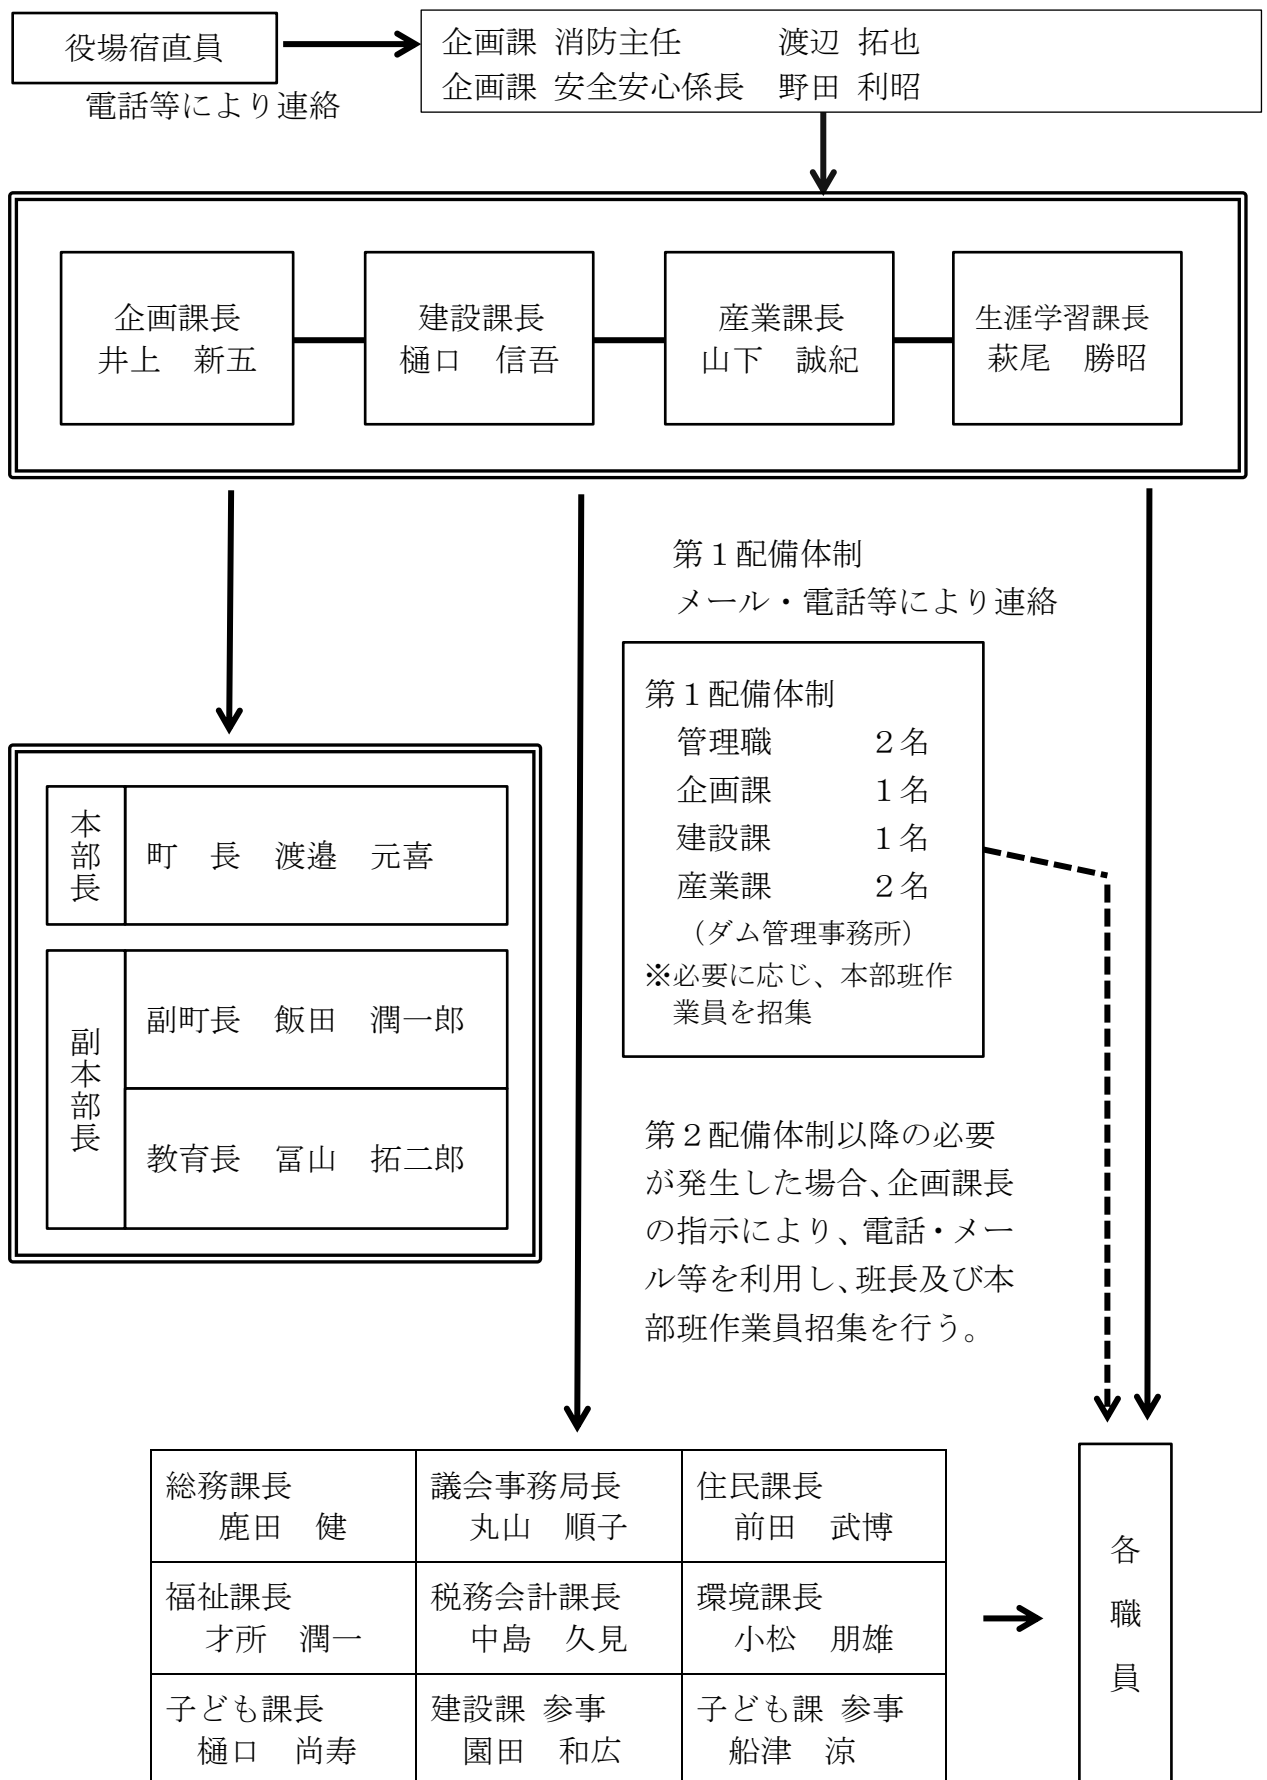 役場宿直員
電話等により連絡
企画課 消防主任　　　渡辺 拓也
企画課 安全安心係長　野田 利昭
企画課長
井上　新五
建設課長
樋口　信吾
産業課長
山下　誠紀
生涯学習課長
萩尾　勝昭
第１配備体制
メール・電話等により連絡
第１配備体制
管理職　　　２名
企画課　　　１名
建設課　　　１名
産業課　　　２名
（ダム管理事務所）
※必要に応じ、本部班作
業員を招集
本部長
町　長　渡邉　元喜
副本部長
副町長　飯田　潤一郎
教育長　冨山　拓二郎
第２配備体制以降の必要
が発生した場合、企画課長
の指示により、電話・メー
ル等を利用し、班長及び本
部班作業員招集を行う。
総務課長
鹿田　健
議会事務局長
丸山　順子
住民課長
前田　武博
福祉課長
才所　潤一
税務会計課長
中島　久見
環境課長
小松　朋雄
子ども課長
樋口　尚寿
建設課 参事
園田　和広
子ども課 参事
船津　涼
各職員